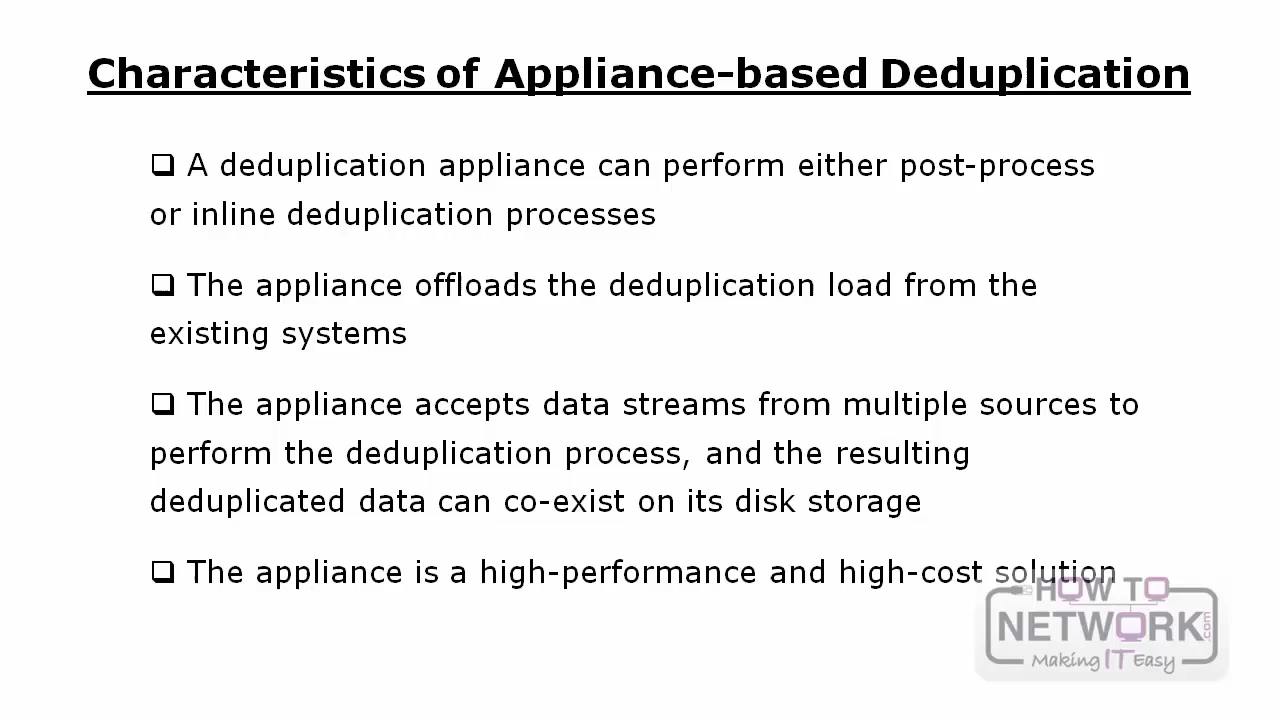 Characteristics of Appliance-based Deduplication
❑ A deduplication appliance can perform either post-process
or inline deduplication processes
❑ The appliance offloads the deduplication load from the
existing systems
❑ The appliance accepts data streams from multiple sources to
perform the deduplication process, and the resulting
deduplicated data can co-exist on its disk storage
❑ The appliance is a high-performance and high-cost solution
HOW TO
NETWORK.com
Making IT Easy